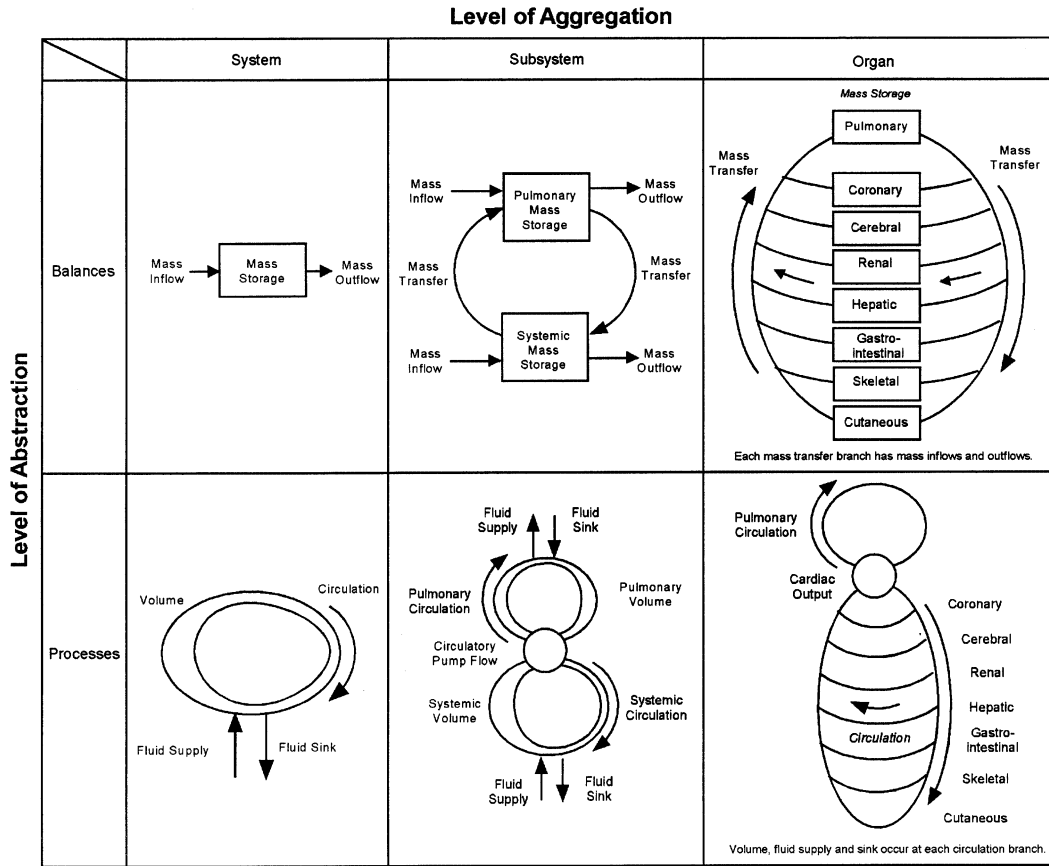 Level of Aggregation
System
Subsystem
Organ
Level of Abstraction
Balances
Mass
Inflow
Mass
Storage
Mass
Outflow
Mass
Inflow
Pulmonary
Mass
Storage
Mass
Outflow
Mass
Transfer
Mass
Transfer
Mass
Inflow
Systemic
Mass
Storage
Mass
Outflow
Mass Storage
Pulmonary
Mass
Transfer
Mass
Transfer
Coronary
Cerebral
Renal
Hepatic
Gastro-
intestinal
Skeletal
Cutaneous
Each mass transfer branch has mass inflows and outflows.
Processes
Volume
Circulation
Fluid Supply
Fluid Sink
Fluid
Supply
Fluid
Sink
Pulmonary
Circulation
Pulmonary
Volume
Circulatory
Pump Flow
Systemic
Volume
Systemic
Circulation
Fluid
Supply
Fluid
Sink
Pulmonary
Circulation
Cardiac
Output
Coronary
Cerebral
Renal
Hepatic
Circulation
Gastro-
intestinal
Skeletal
Cutaneous
Volume, fluid supply and sink occur at each circulation branch.